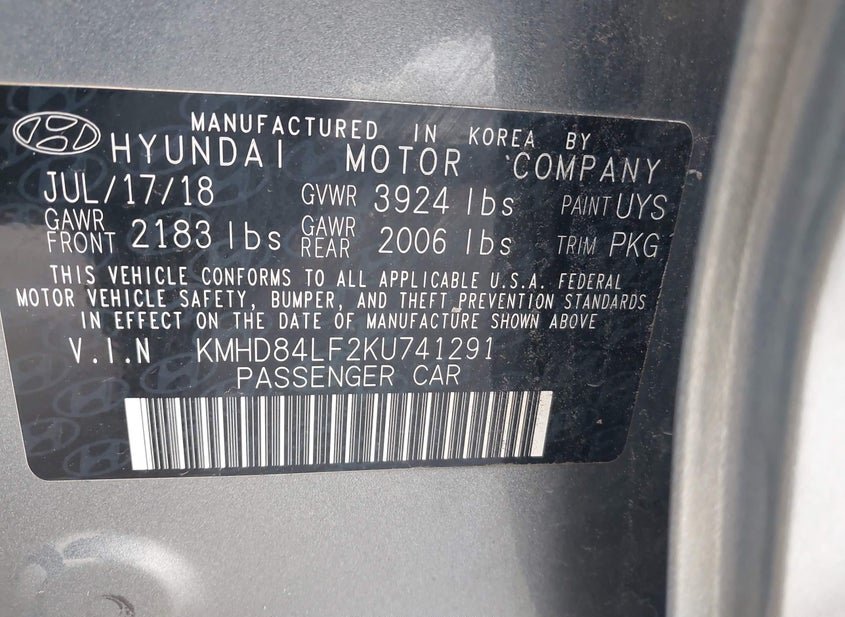 MANUFACTURED IN KOREA BY
HYUNDAI MOTOR COMPANY
JUL/17/18 GVWR 3924 lbs PAINT UYS
GAWR FRONT 2183 lbs GAWR REAR 2006 lbs TRIM PKG
THIS VEHICLE CONFORMS TO ALL APPLICABLE U.S.A. FEDERAL
MOTOR VEHICLE SAFETY, BUMPER, AND THEFT PREVENTION STANDARDS
IN EFFECT ON THE DATE OF MANUFACTURE SHOWN ABOVE
V.I.N KMHD84LF2KU741291
PASSENGER CAR